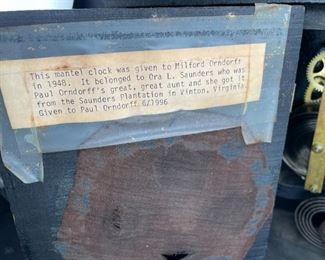 This mantel clock was given to Milford Orndorff
in 1948. It belonged to Ora L. Saunders who was
Paul Orndorff's great, great aunt and she got it
from the Saunders Plantation in Vinton, Virginia
Given to Paul Orndorff 6/1996